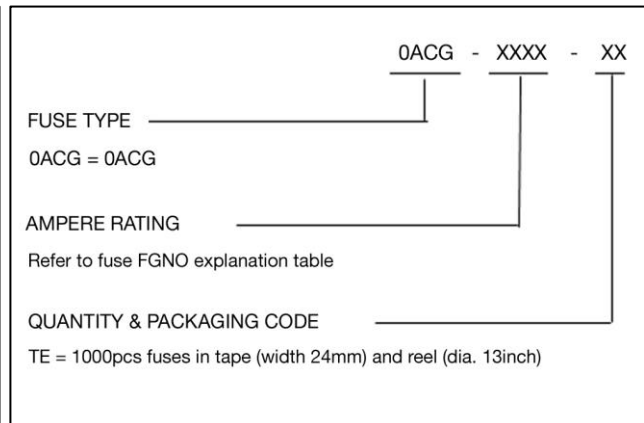 0ACG - XXXX - XX
FUSE TYPE
0ACG = 0ACG
AMPERE RATING
Refer to fuse FGNO explanation table
QUANTITY & PACKAGING CODE
TE = 1000pcs fuses in tape (width 24mm) and reel (dia. 13inch)